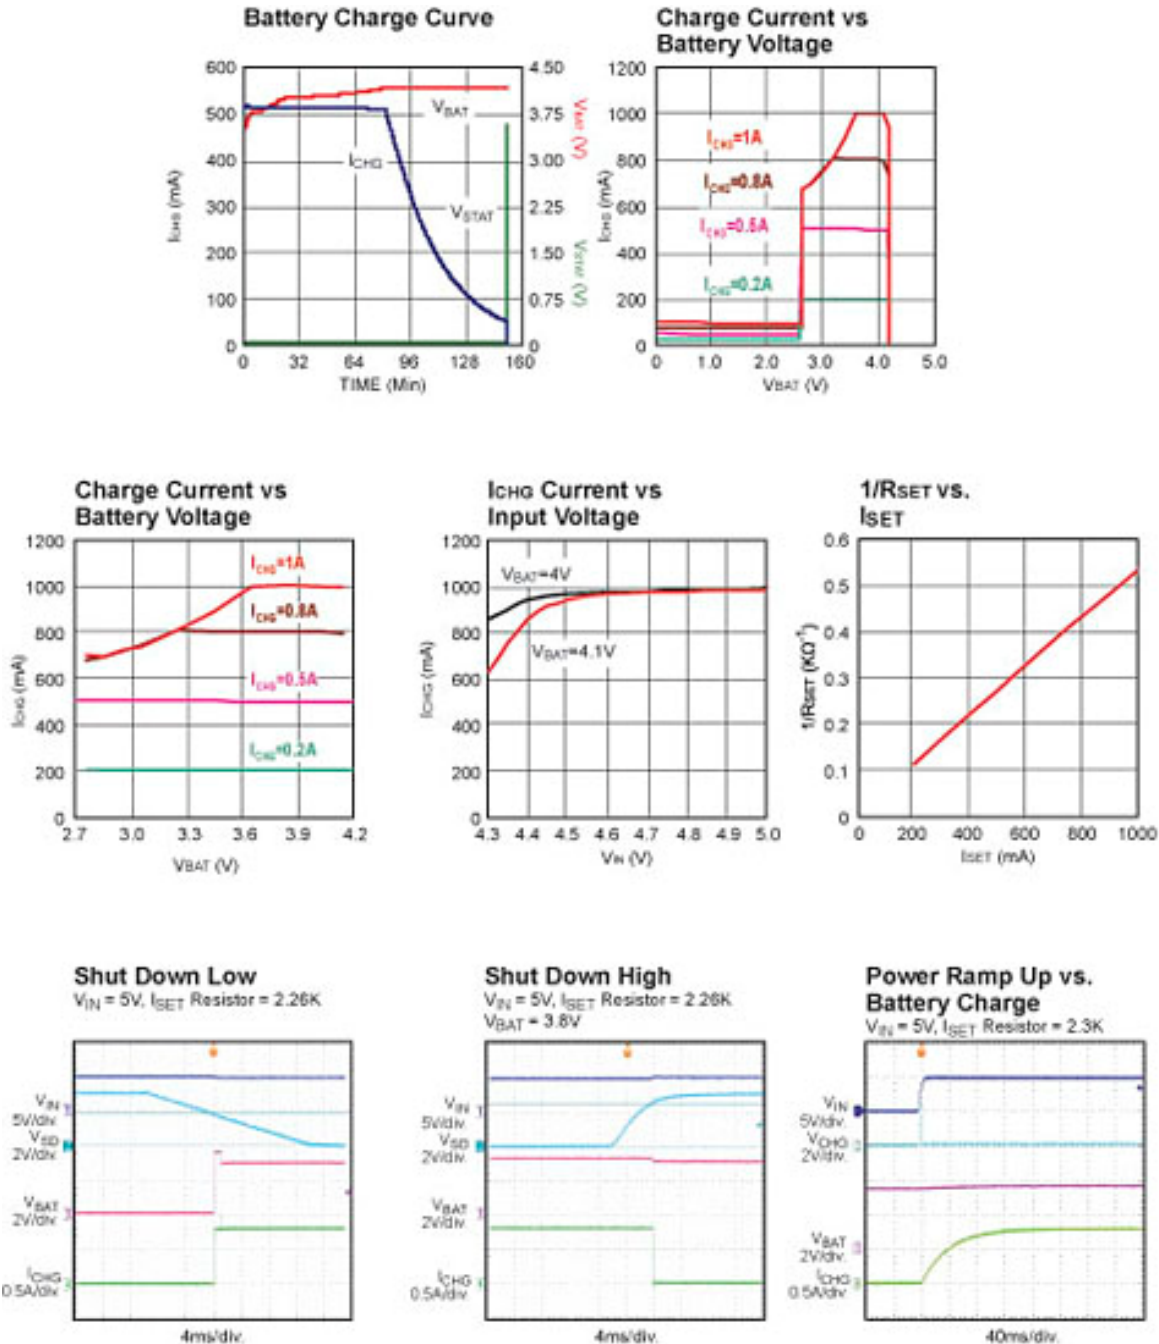 Battery Charge Curve
600
500
400
300
200
100
0
ICHG (mA)
4.50
3.75
3.00
2.25
1.50
0.75
0
VBAT (V)
VSTAT (V)
VBAT
ICHG
VSTAT
0 32 64 96 128 160
TIME (Min)
Charge Current vs
Battery Voltage
1200
1000
800
600
400
200
0
ICHG (mA)
ICHG=1A
ICHG=0.8A
ICHG=0.5A
ICHG=0.2A
0 1.0 2.0 3.0 4.0 5.0
VBAT (V)
Charge Current vs
Battery Voltage
1200
1000
800
600
400
200
0
ICHG (mA)
ICHG=1A
ICHG=0.8A
ICHG=0.5A
ICHG=0.2A
2.7 3.0 3.3 3.6 3.9 4.2
VBAT (V)
ICHG Current vs
Input Voltage
1200
1000
800
600
400
200
0
ICHG (mA)
VBAT=4V
VBAT=4.1V
4.3 4.4 4.5 4.6 4.7 4.8 4.9 5.0
VIN (V)
1/RSET vs.
ISET
0.6
0.5
0.4
0.3
0.2
0.1
0
1/RSET (KΩ-1)
0 200 400 600 800 1000
ISET (mA)
Shut Down Low
VIN = 5V, ISET Resistor = 2.26K
VIN
5V/div.
VSD
2V/div.
VBAT
2V/div.
ICHG
0.5A/div.
4ms/div.
Shut Down High
VIN = 5V, ISET Resistor = 2.26K
VBAT = 3.8V
VIN
5V/div.
VSD
2V/div.
VBAT
2V/div.
ICHG
0.5A/div.
4ms/div.
Power Ramp Up vs.
Battery Charge
VIN = 5V, ISET Resistor = 2.3K
VIN
5V/div.
VCHG
2V/div.
VBAT
2V/div.
ICHG
0.5A/div.
40ms/div.